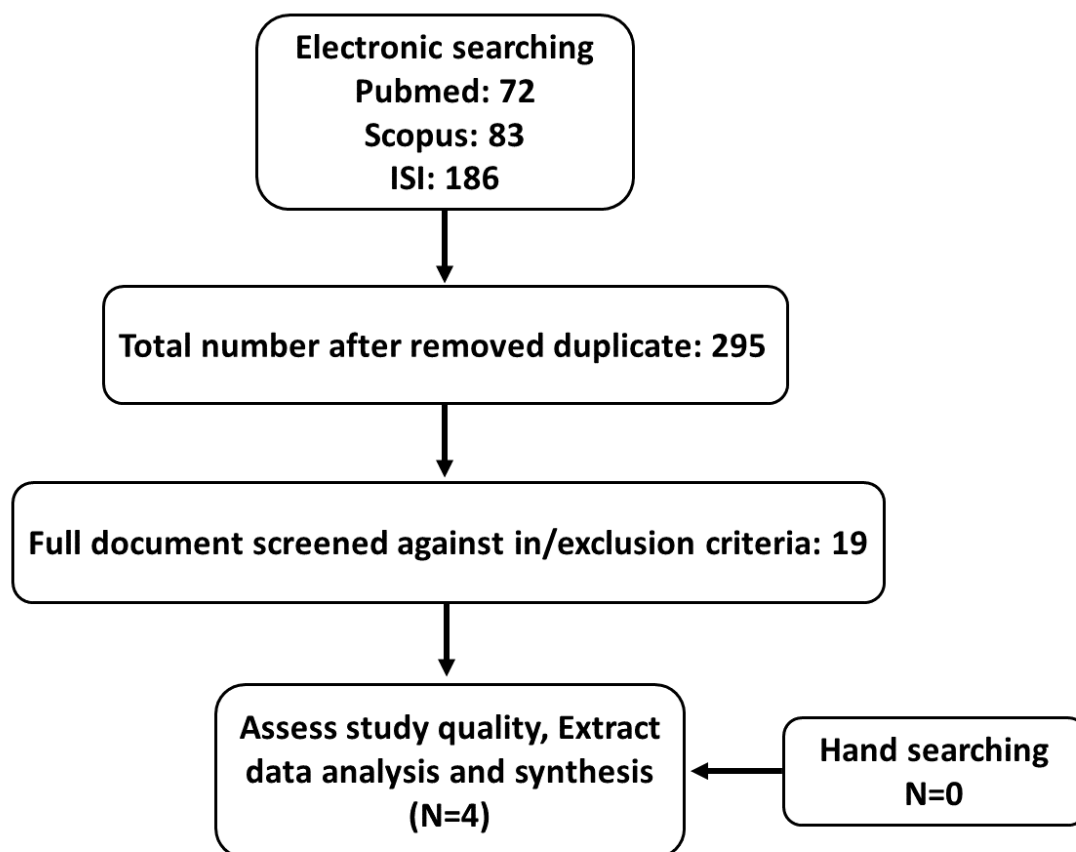 Electronic searching
Pubmed: 72
Scopus: 83
ISI: 186
Total number after removed duplicate: 295
Full document screened against in/exclusion criteria: 19
Assess study quality, Extract
data analysis and synthesis
(N=4)
Hand searching
N=0